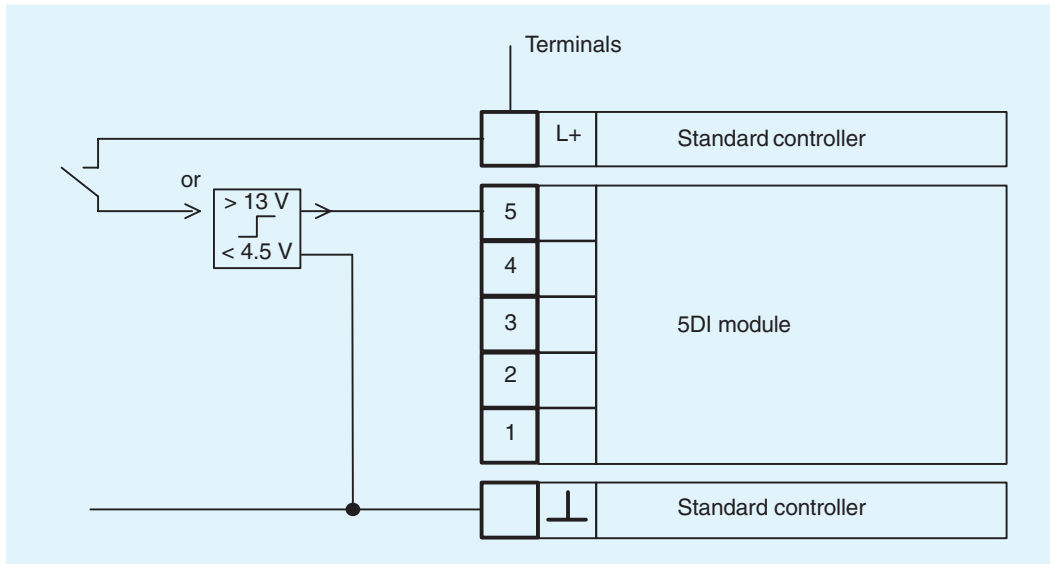 Terminals
L+ Standard controller
or
> 13 V
< 4.5 V
5
4
3
2
1
5DI module
Standard controller